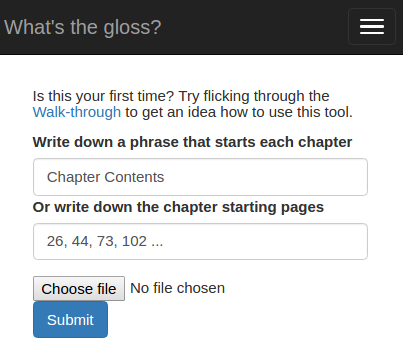 What's the gloss?
Is this your first time? Try flicking through the
Walk-through to get an idea how to use this tool.
Write down a phrase that starts each chapter
Chapter Contents
Or write down the chapter starting pages
26, 44, 73, 102 ...
Choose file No file chosen
Submit